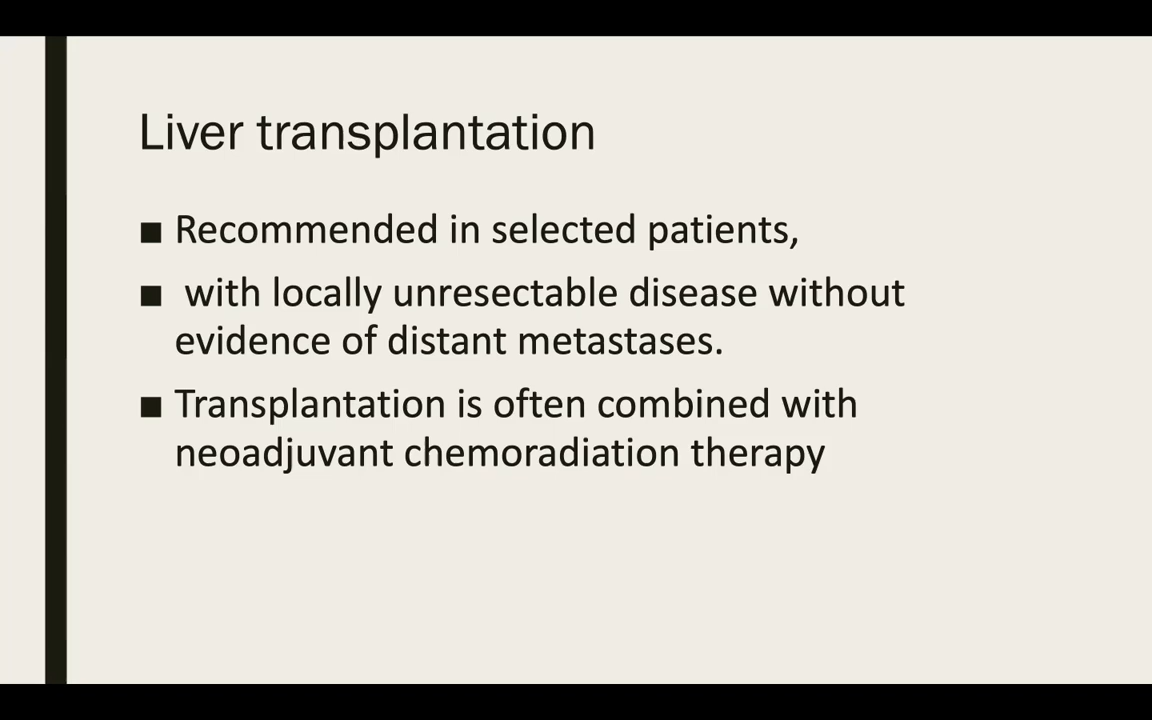 Liver transplantation
■ Recommended in selected patients,
■ with locally unresectable disease without
evidence of distant metastases.
■ Transplantation is often combined with
neoadjuvant chemoradiation therapy